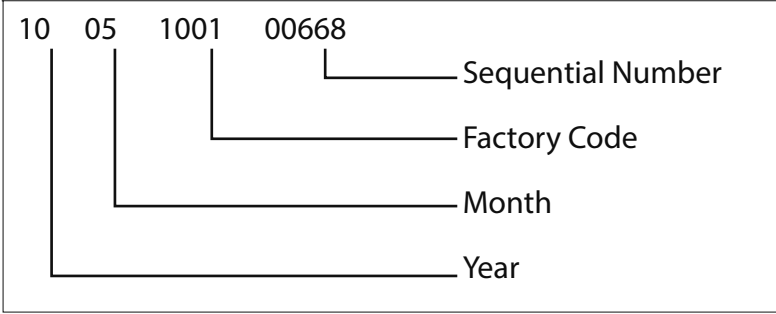 10 05 1001 00668
Sequential Number
Factory Code
Month
Year